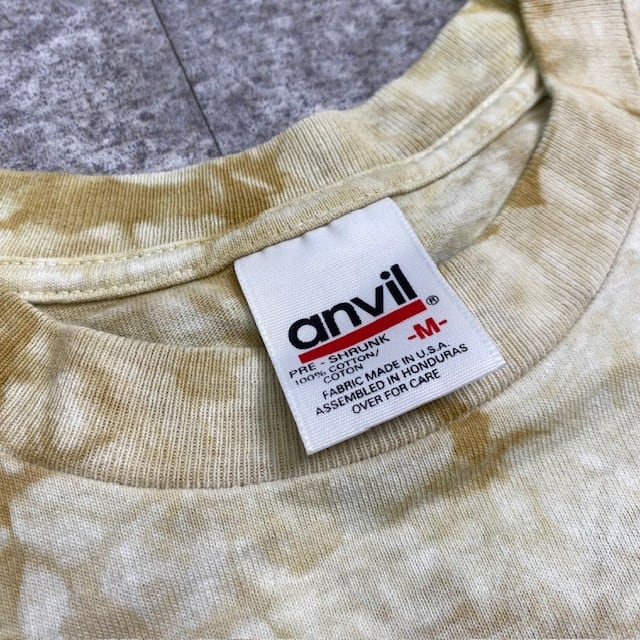 anvil®
-M-
PRE - SHRUNK
100% COTTON/
COTON
FABRIC MADE IN U.S.A.
ASSEMBLED IN HONDURAS
OVER FOR CARE